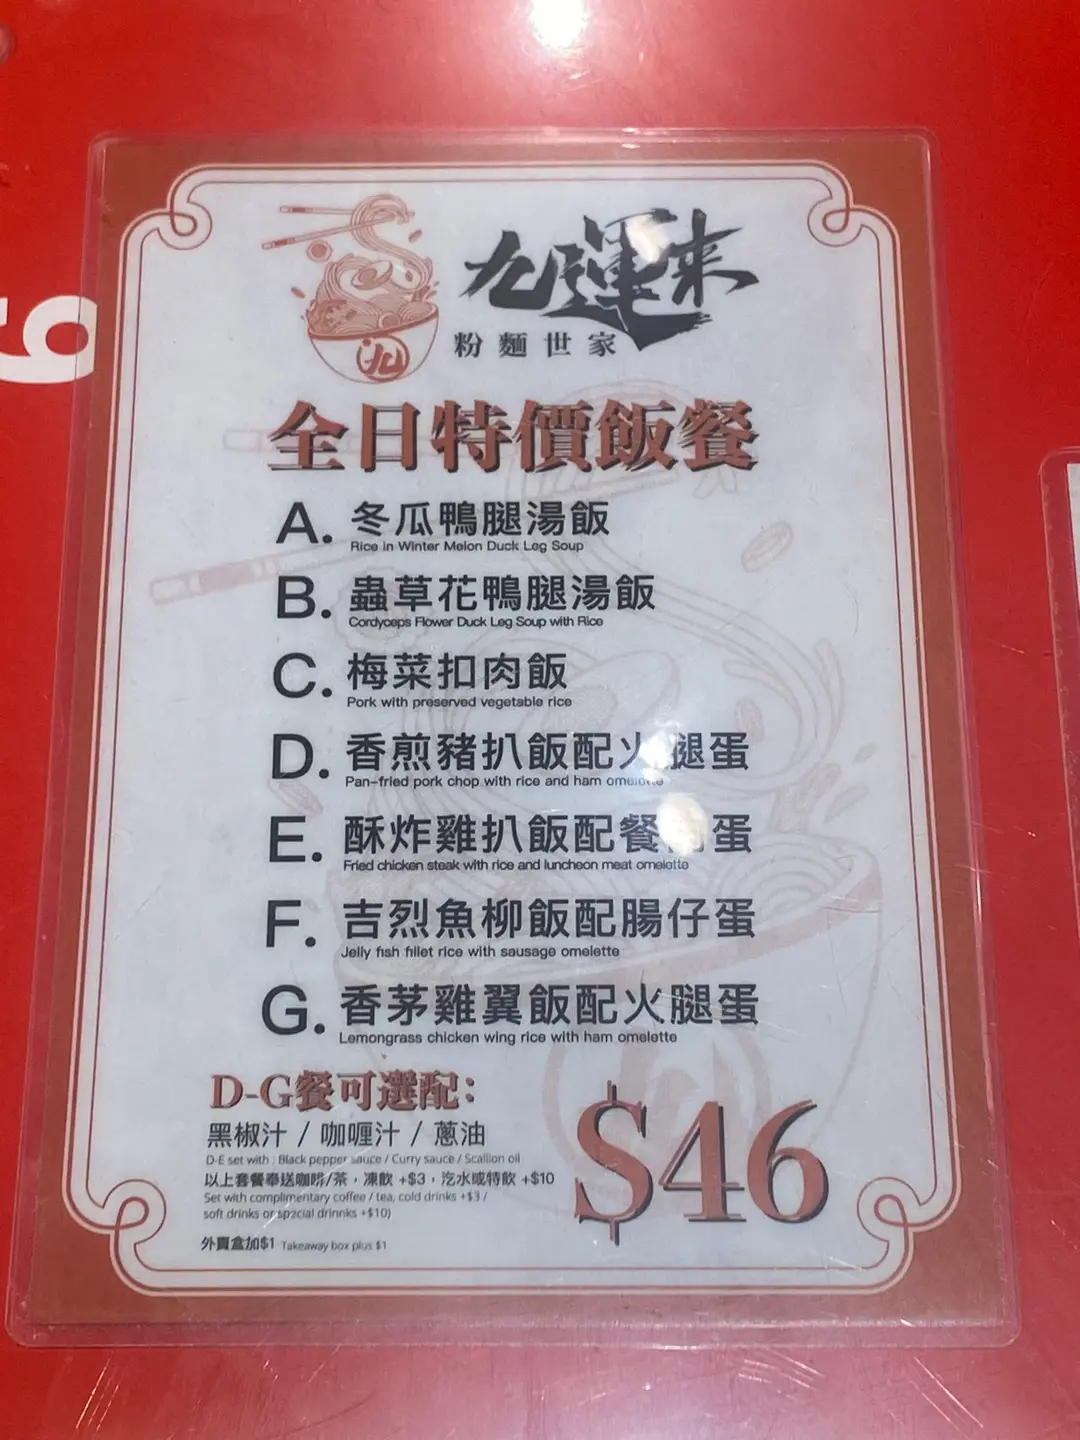 九運來
粉麵世家
全日特價飯餐
A. 冬瓜鴨腿湯飯
Rice in Winter Melon Duck Leg Soup
B. 蟲草花鴨腿湯飯
Cordyceps Flower Duck Leg Soup with Rice
C. 梅菜扣肉飯
Pork with preserved vegetable rice
D. 香煎豬扒飯配火腿蛋
Pan-fried pork chop with rice and ham omelette
E. 酥炸雞扒飯配餐蛋
Fried chicken steak with rice and luncheon meat omelette
F. 吉烈魚柳飯配腸仔蛋
Jelly fish fillet rice with sausage omelette
G. 香茅雞翼飯配火腿蛋
Lemongrass chicken wing rice with ham omelette
D-G餐可選配：
黑椒汁 / 咖喱汁 / 蔥油
D-E set with : Black pepper sauce / Curry sauce / Scallion oil
以上套餐奉送咖啡/茶，凍飲 +$3，汽水或特飲 +$10
Set with complimentary coffee / tea, cold drinks +$3 /
soft drinks or special drinnks +$10)
外賣盒加$1 Takeaway box plus $1
$46